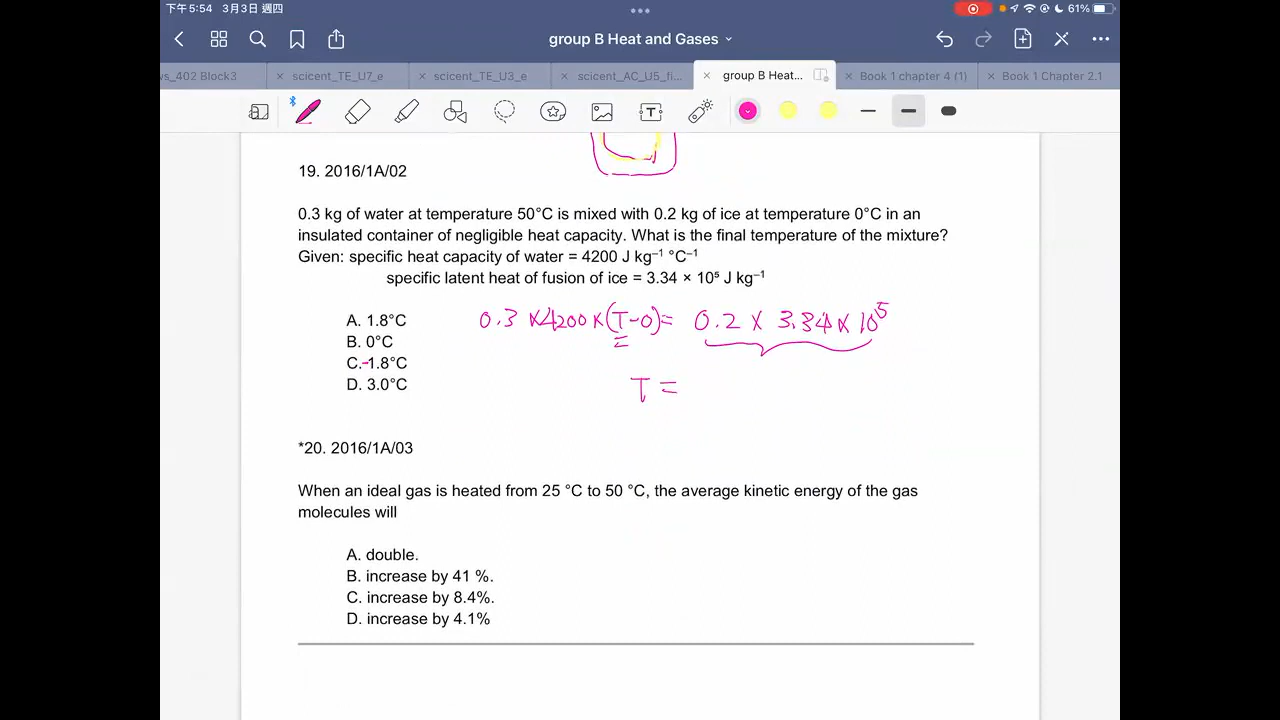 下午5:54 3月3日 週四
61%
group B Heat and Gases
ws_402 Block3
scicent_TE_U7_e
scicent_TE_U3_e
scicent_AC_U5_fi...
group B Heat...
Book 1 chapter 4 (1)
Book 1 Chapter 2.1
19. 2016/1A/02
0.3 kg of water at temperature 50°C is mixed with 0.2 kg of ice at temperature 0°C in an
insulated container of negligible heat capacity. What is the final temperature of the mixture?
Given: specific heat capacity of water = 4200 J kg⁻¹ °C⁻¹
specific latent heat of fusion of ice = 3.34 × 10⁵ J kg⁻¹
A. 1.8°C
0.3 × 4200 × (T-0) = 0.2 × 3.34 × 10⁵
B. 0°C
C. -1.8°C
T =
D. 3.0°C
*20. 2016/1A/03
When an ideal gas is heated from 25 °C to 50 °C, the average kinetic energy of the gas
molecules will
A. double.
B. increase by 41 %.
C. increase by 8.4%.
D. increase by 4.1%